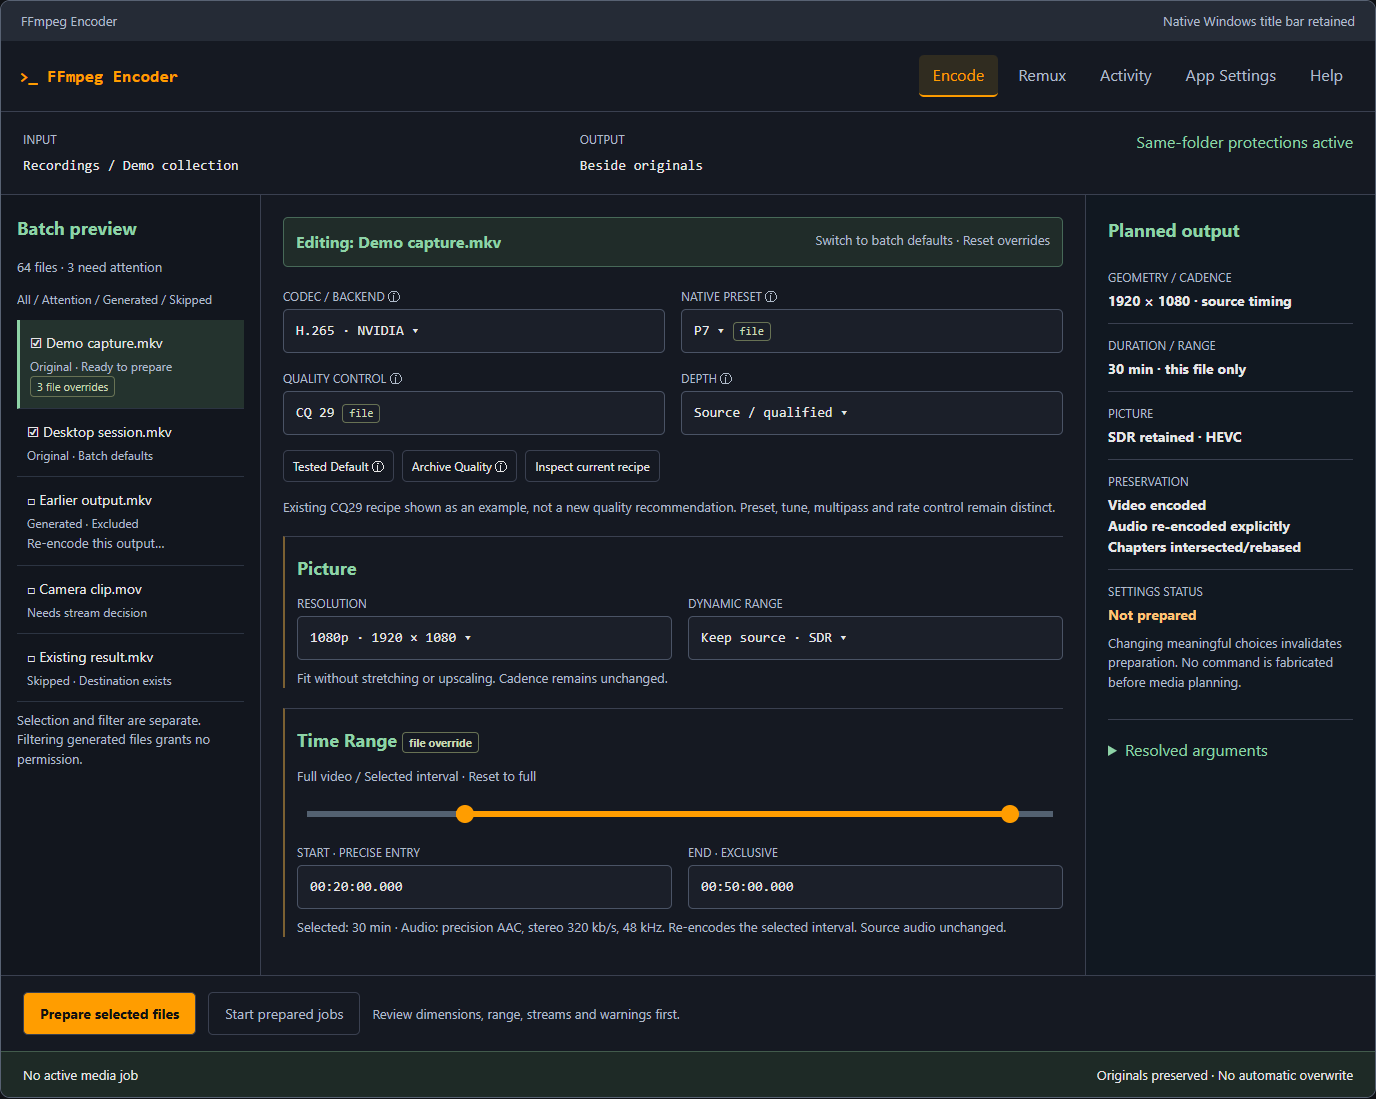 FFmpeg Encoder
Native Windows title bar retained
>_ FFmpeg Encoder
Encode
Remux
Activity
App Settings
Help
INPUT
Recordings / Demo collection
OUTPUT
Beside originals
Same-folder protections active
Batch preview
64 files · 3 need attention
All / Attention / Generated / Skipped
☑ Demo capture.mkv
Original · Ready to prepare
3 file overrides
☑ Desktop session.mkv
Original · Batch defaults
□ Earlier output.mkv
Generated · Excluded
Re-encode this output...
□ Camera clip.mov
Needs stream decision
□ Existing result.mkv
Skipped · Destination exists
Selection and filter are separate.
Filtering generated files grants no
permission.
Editing: Demo capture.mkv
Switch to batch defaults · Reset overrides
CODEC / BACKEND ⓘ
H.265 · NVIDIA ▾
NATIVE PRESET ⓘ
P7 ▾ file
QUALITY CONTROL ⓘ
CQ 29 file
DEPTH ⓘ
Source / qualified ▾
Tested Default ⓘ
Archive Quality ⓘ
Inspect current recipe
Existing CQ29 recipe shown as an example, not a new quality recommendation. Preset, tune, multipass and rate control remain distinct.
Picture
RESOLUTION
1080p · 1920 x 1080 ▾
DYNAMIC RANGE
Keep source · SDR ▾
Fit without stretching or upscaling. Cadence remains unchanged.
Time Range file override
Full video / Selected interval · Reset to full
START · PRECISE ENTRY
00:20:00.000
END · EXCLUSIVE
00:50:00.000
Selected: 30 min · Audio: precision AAC, stereo 320 kb/s, 48 kHz. Re-encodes the selected interval. Source audio unchanged.
Planned output
GEOMETRY / CADENCE
1920 × 1080 · source timing
DURATION / RANGE
30 min · this file only
PICTURE
SDR retained · HEVC
PRESERVATION
Video encoded
Audio re-encoded explicitly
Chapters intersected/rebased
SETTINGS STATUS
Not prepared
Changing meaningful choices invalidates
preparation. No command is fabricated
before media planning.
▶ Resolved arguments
Prepare selected files
Start prepared jobs
Review dimensions, range, streams and warnings first.
No active media job
Originals preserved · No automatic overwrite